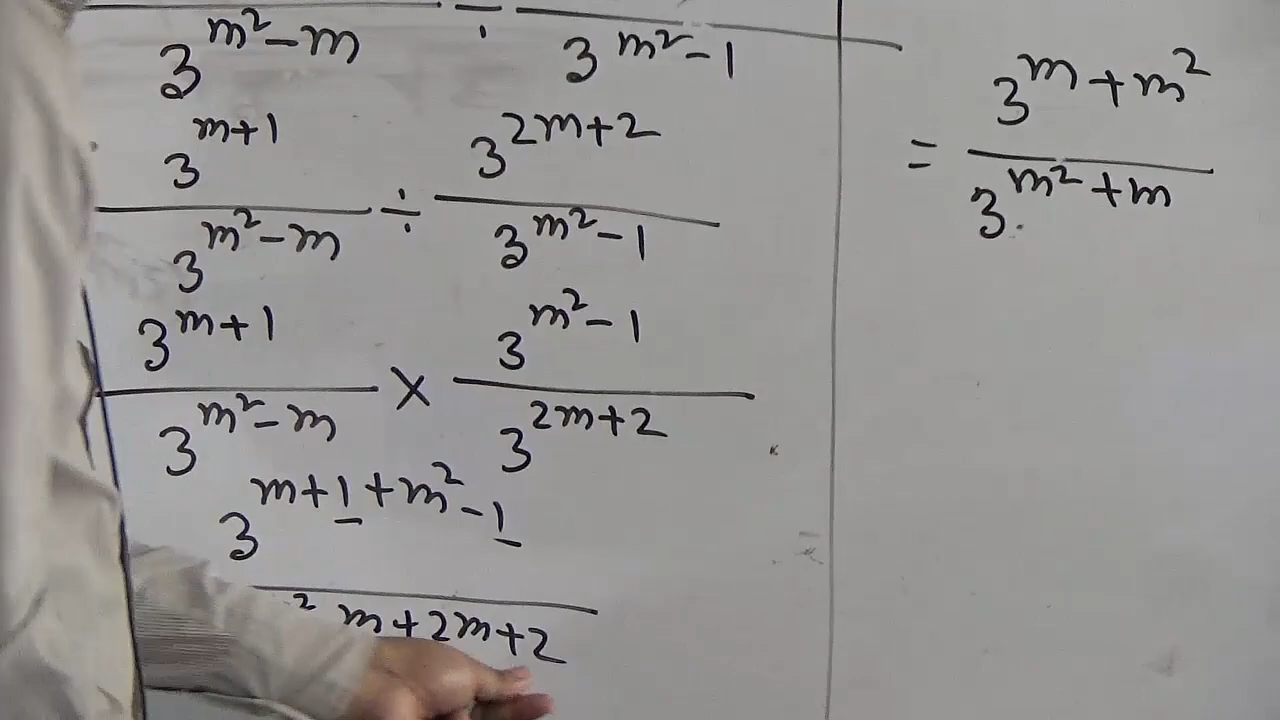 3^{m²-m} ÷ 3^{m²-1}
3^{m+1} / 3^{m²-m} ÷ 3^{2m+2} / 3^{m²-1}
3^{m+1} / 3^{m²-m} × 3^{m²-1} / 3^{2m+2}
3^{m+1+m²-1}
² m+2m+2
= 3^{m+m²} / 3^{m²+m}